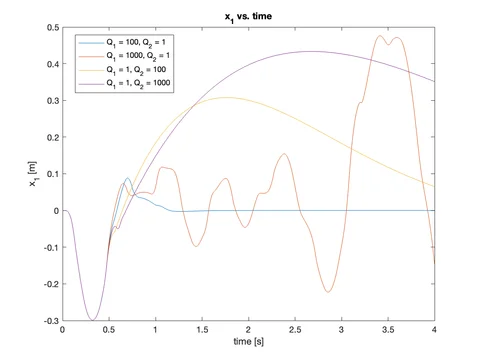 x1 vs. time
Q1 = 100, Q2 = 1
Q1 = 1000, Q2 = 1
Q1 = 1, Q2 = 100
Q1 = 1, Q2 = 1000
0.5
0.4
0.3
0.2
0.1
0
-0.1
-0.2
-0.3
x1 [m]
0 0.5 1 1.5 2 2.5 3 3.5 4
time [s]